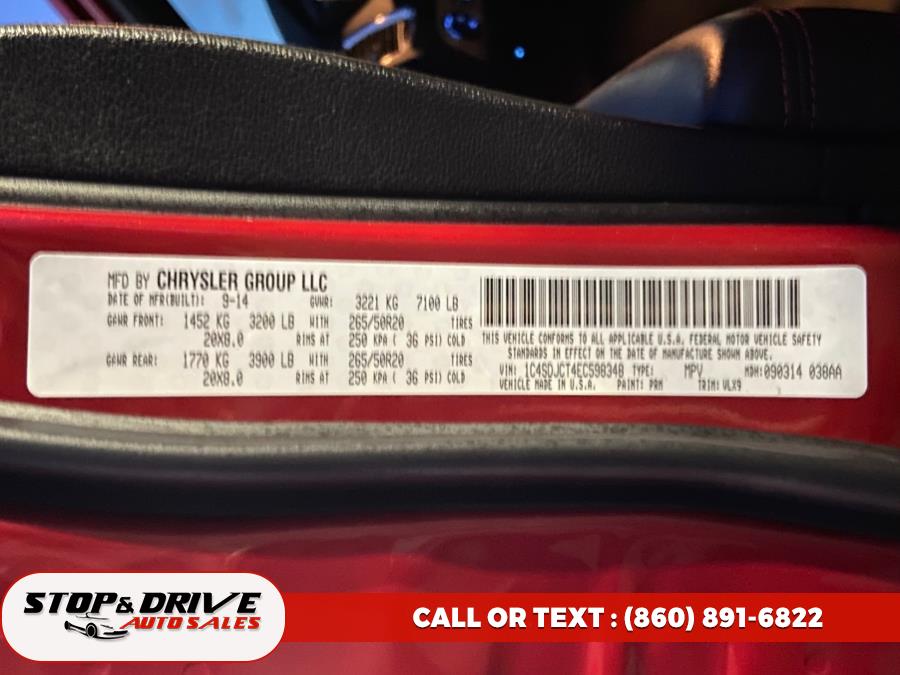 MFD BY CHRYSLER GROUP LLC
DATE OF MFR(BUILT): 9-14 GVWR: 3221 KG 7100 LB
GAWR FRONT: 1452 KG 3200 LB WITH 265/50R20 TIRES
20X8.0 RIMS AT 250 KPA ( 36 PSI) COLD
GAWR REAR: 1770 KG 3900 LB WITH 265/50R20 TIRES
20X8.0 RIMS AT 250 KPA ( 36 PSI) COLD
THIS VEHICLE CONFORMS TO ALL APPLICABLE U.S.A. FEDERAL MOTOR VEHICLE SAFETY
STANDARDS IN EFFECT ON THE DATE OF MANUFACTURE SHOWN ABOVE.
VIN: 1C4SDJCT4EC598348 TYPE: MPV MDH:090314 038AA
VEHICLE MADE IN U.S.A. PAINT: PRM TRIM: VLX9
STOP & DRIVE
AUTO SALES
CALL OR TEXT : (860) 891-6822